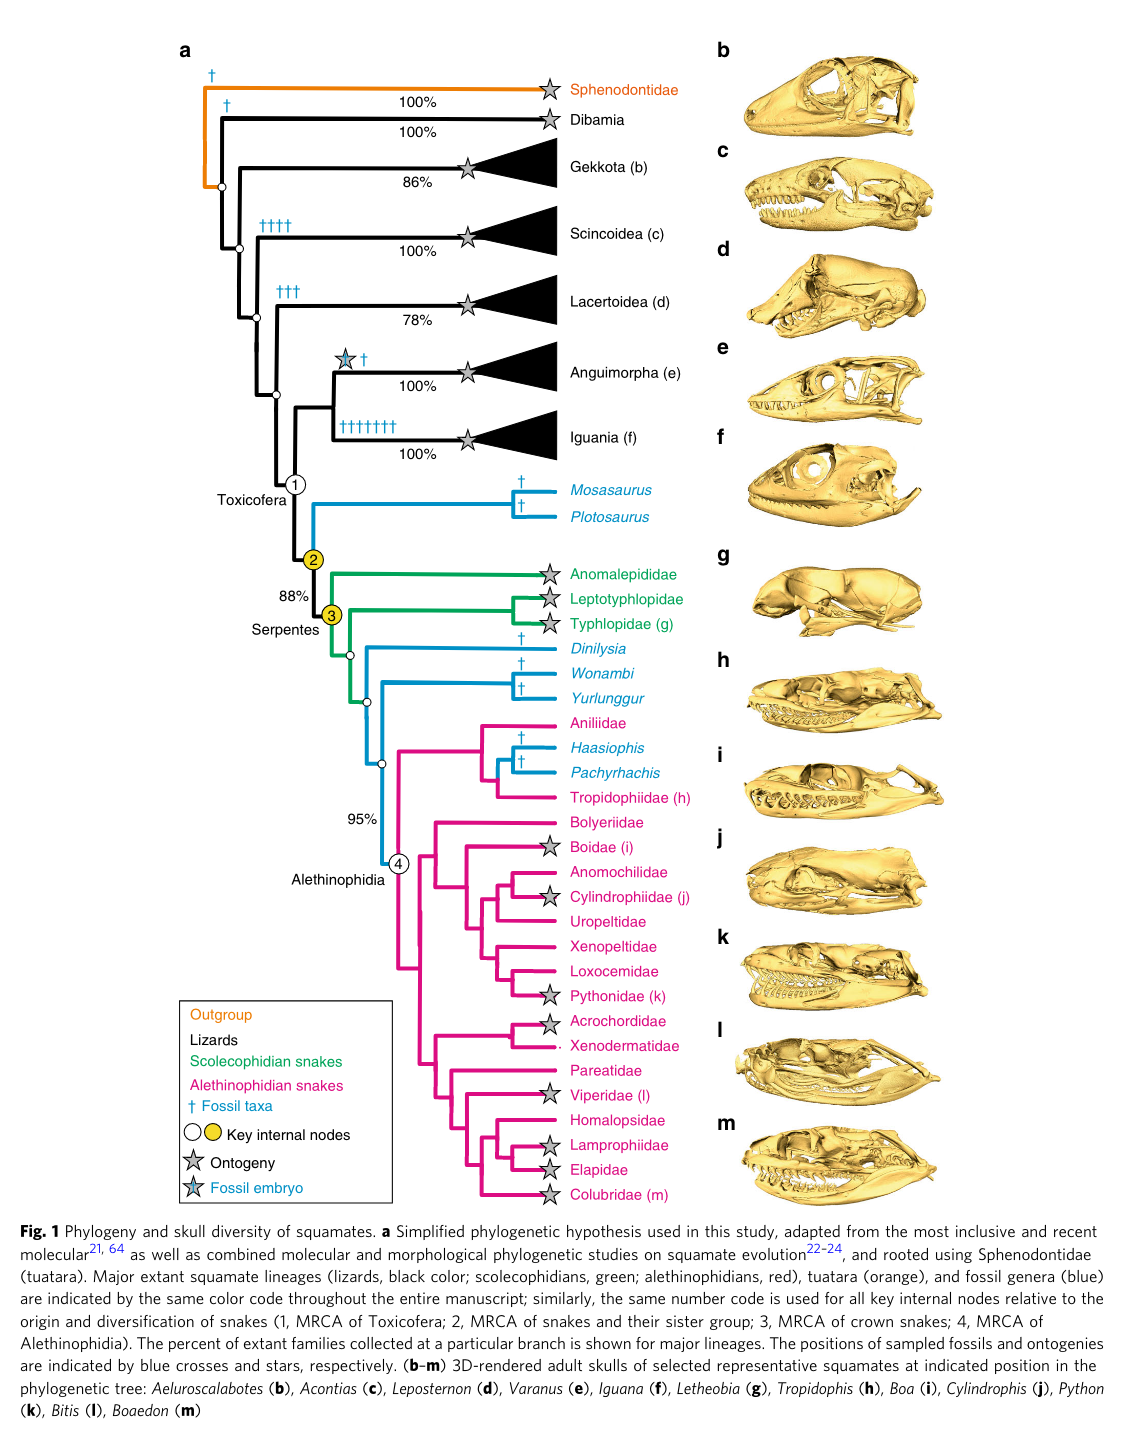 a
†
Sphenodontidae
100%
†
Dibamia
100%
Gekkota (b)
86%
††††
Scincoidea (c)
100%
†††
Lacertoidea (d)
78%
†
Anguimorpha (e)
100%
†††††††
Iguania (f)
100%
1
Toxicofera
†
Mosasaurus
†
Plotosaurus
2
88%
3
Serpentes
Anomalepididae
Leptotyphlopidae
Typhlopidae (g)
†
Dinilysia
†
Wonambi
†
Yurlunggur
Aniliidae
†
Haasiophis
†
Pachyrhachis
Tropidophiidae (h)
95%
4
Alethinophidia
Bolyeriidae
Boidae (i)
Anomochilidae
Cylindrophiidae (j)
Uropeltidae
Xenopeltidae
Loxocemidae
Pythonidae (k)
Acrochordidae
Xenodermatidae
Pareatidae
Viperidae (l)
Homalopsidae
Lamprophiidae
Elapidae
Colubridae (m)
Outgroup
Lizards
Scolecophidian snakes
Alethinophidian snakes
† Fossil taxa
Key internal nodes
Ontogeny
Fossil embryo
b
c
d
e
f
g
h
i
j
k
l
m
Fig. 1 Phylogeny and skull diversity of squamates. a Simplified phylogenetic hypothesis used in this study, adapted from the most inclusive and recent
molecular21, 64 as well as combined molecular and morphological phylogenetic studies on squamate evolution22–24, and rooted using Sphenodontidae
(tuatara). Major extant squamate lineages (lizards, black color; scolecophidians, green; alethinophidians, red), tuatara (orange), and fossil genera (blue)
are indicated by the same color code throughout the entire manuscript; similarly, the same number code is used for all key internal nodes relative to the
origin and diversification of snakes (1, MRCA of Toxicofera; 2, MRCA of snakes and their sister group; 3, MRCA of crown snakes; 4, MRCA of
Alethinophidia). The percent of extant families collected at a particular branch is shown for major lineages. The positions of sampled fossils and ontogenies
are indicated by blue crosses and stars, respectively. (b–m) 3D-rendered adult skulls of selected representative squamates at indicated position in the
phylogenetic tree: Aeluroscalabotes (b), Acontias (c), Leposternon (d), Varanus (e), Iguana (f), Letheobia (g), Tropidophis (h), Boa (i), Cylindrophis (j), Python
(k), Bitis (l), Boaedon (m)